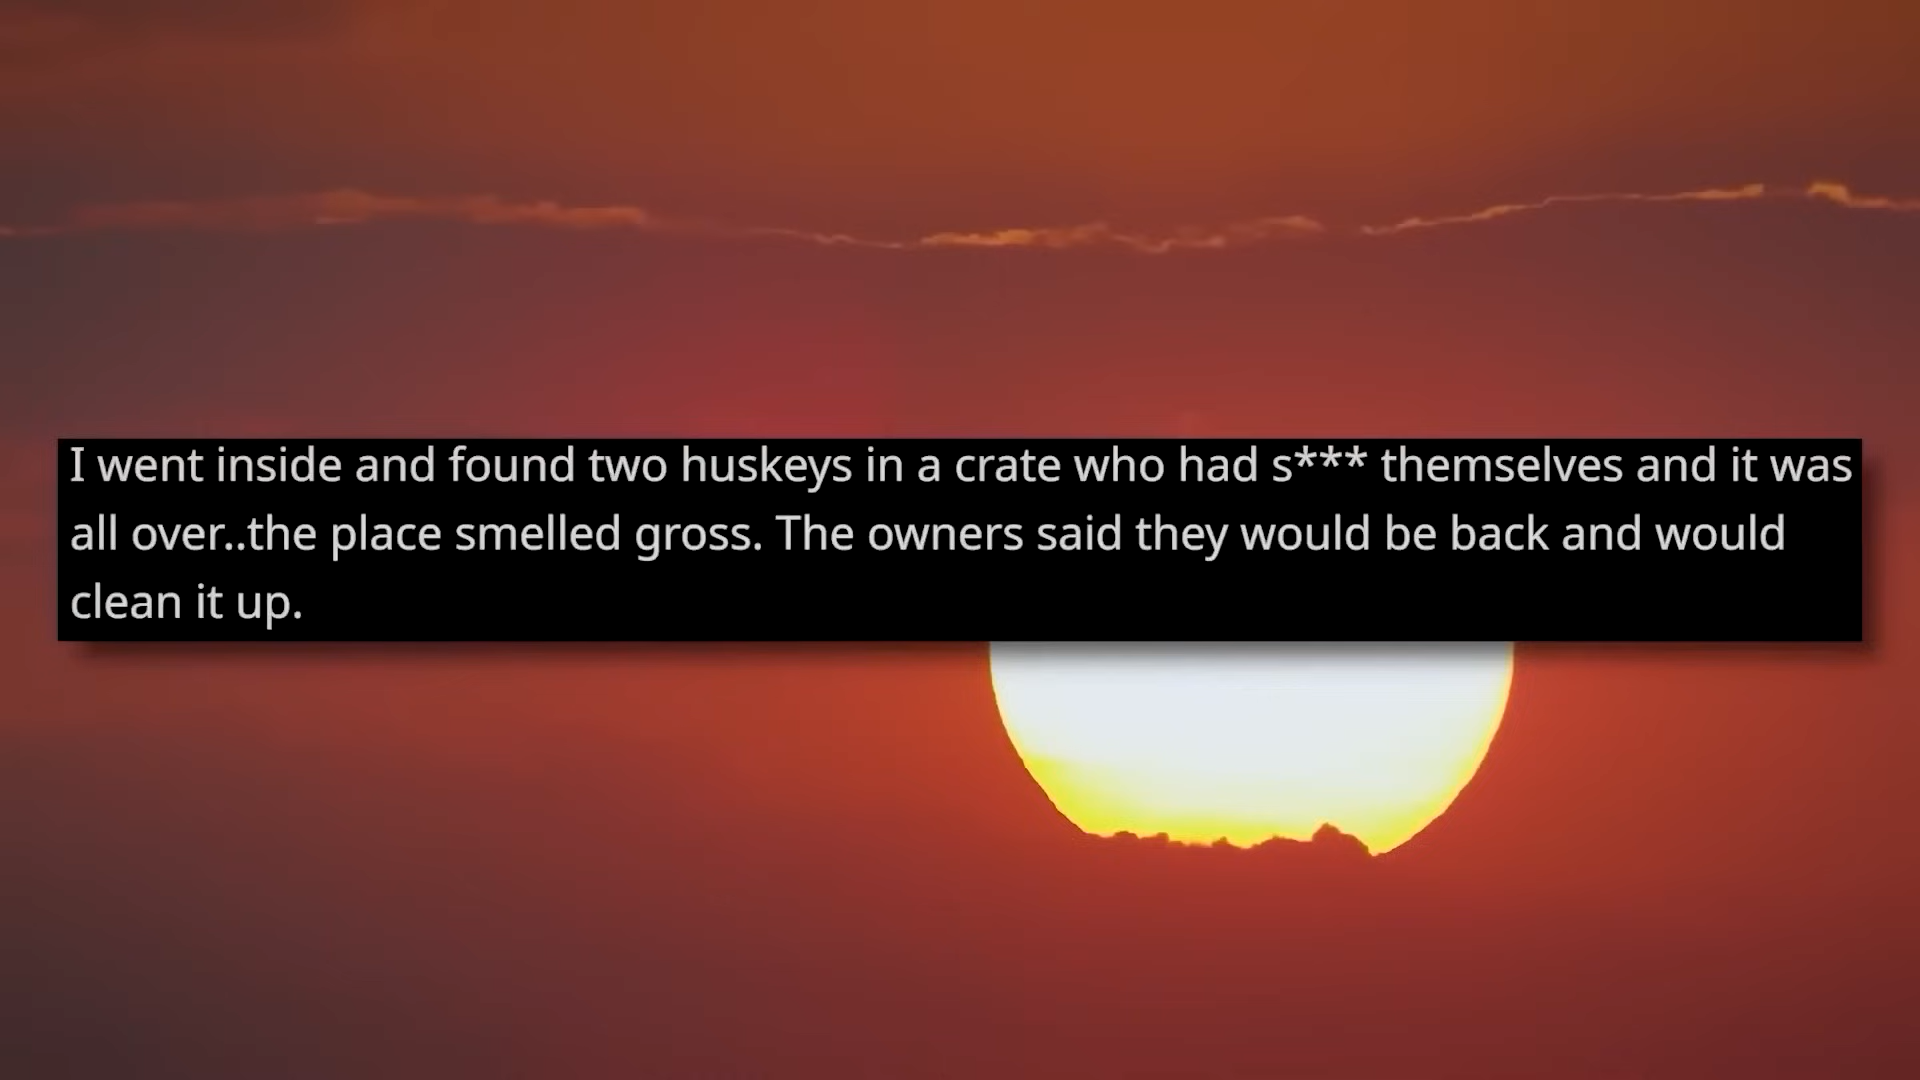 I went inside and found two huskeys in a crate who had s*** themselves and it was
all over..the place smelled gross. The owners said they would be back and would
clean it up.